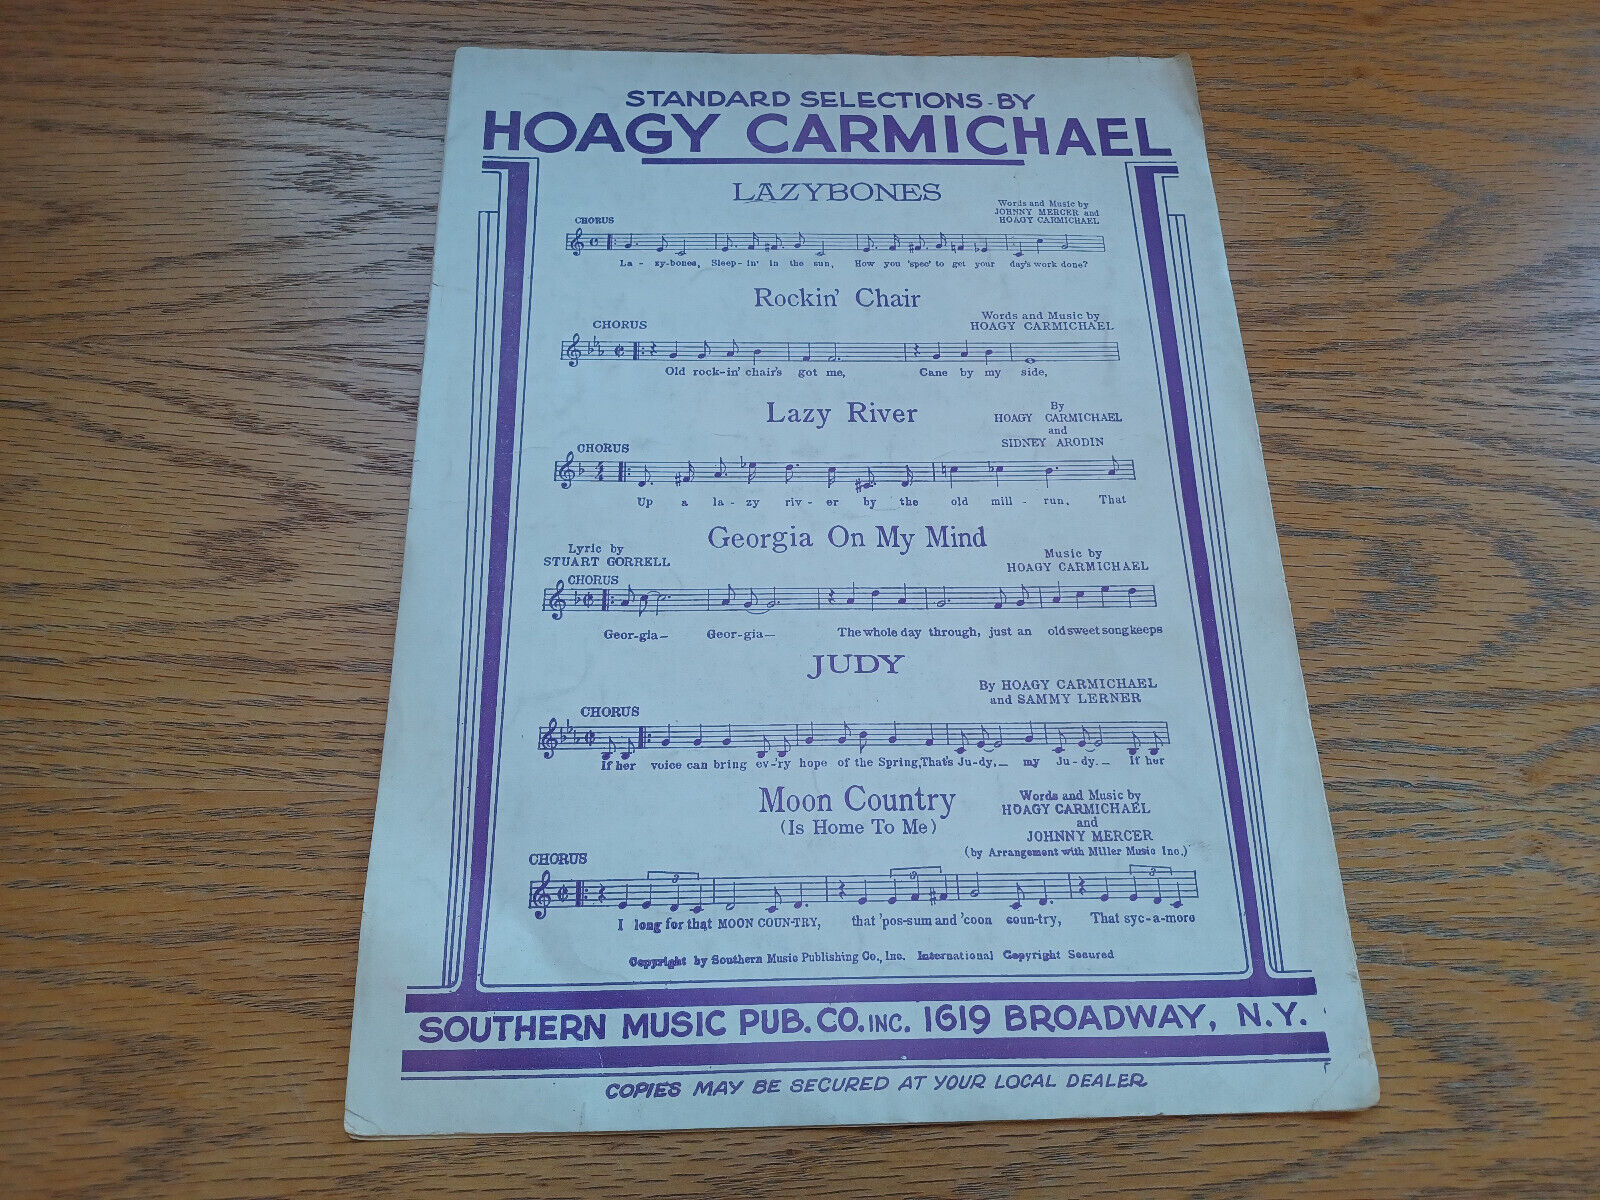 STANDARD SELECTIONS - BY
HOAGY CARMICHAEL
LAZYBONES
Words and Music by
JOHNNY MERCER and
HOAGY CARMICHAEL
CHORUS
La - zy-bones, Sleep-in' in the sun, How you 'spec' to get your day's work done?
Rockin' Chair
Words and Music by
HOAGY CARMICHAEL
CHORUS
Old rock-in' chair's got me, Cane by my side,
Lazy River
By
HOAGY CARMICHAEL
and
SIDNEY ARODIN
CHORUS
4
4
Up a la - zy riv - er by the old mill - run. That
Georgia On My Mind
Lyric by
STUART GORRELL
Music by
HOAGY CARMICHAEL
CHORUS
Geor-gia- Geor-gia- The whole day through, just an old sweet song keeps
JUDY
By HOAGY CARMICHAEL
and SAMMY LERNER
CHORUS
If her voice can bring ev-'ry hope of the Spring, That's Ju-dy,- my Ju-dy.- If her
Moon Country
(Is Home To Me)
Words and Music by
HOAGY CARMICHAEL
and
JOHNNY MERCER
(by Arrangement with Miller Music Inc.)
CHORUS
3 3 3
I long for that MOON COUN-TRY, that 'pos-sum and 'coon coun-try, That syc-a-more
Copyright by Southern Music Publishing Co., Inc. International Copyright Secured
SOUTHERN MUSIC PUB. CO. INC. 1619 BROADWAY, N.Y.
COPIES MAY BE SECURED AT YOUR LOCAL DEALER